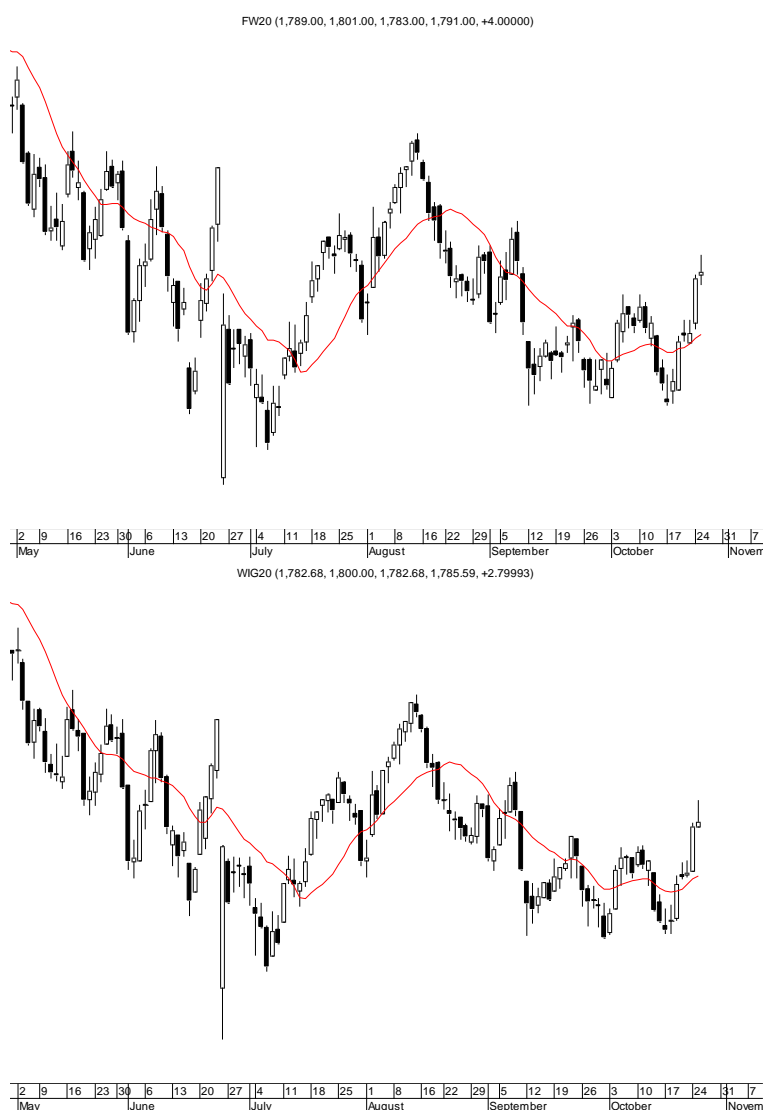 FW20 (1,789.00, 1,801.00, 1,783.00, 1,791.00, +4.00000)
2 9 16 23 30 6 13 20 27 4 11 18 25 1 8 16 22 29 5 12 19 26 3 10 17 24 31 7
May June July August September October Novem
WIG20 (1,782.68, 1,800.00, 1,782.68, 1,785.59, +2.79993)
2 9 16 23 30 6 13 20 27 4 11 18 25 1 8 16 22 29 5 12 19 26 3 10 17 24 31 7
May June July August September October Novem